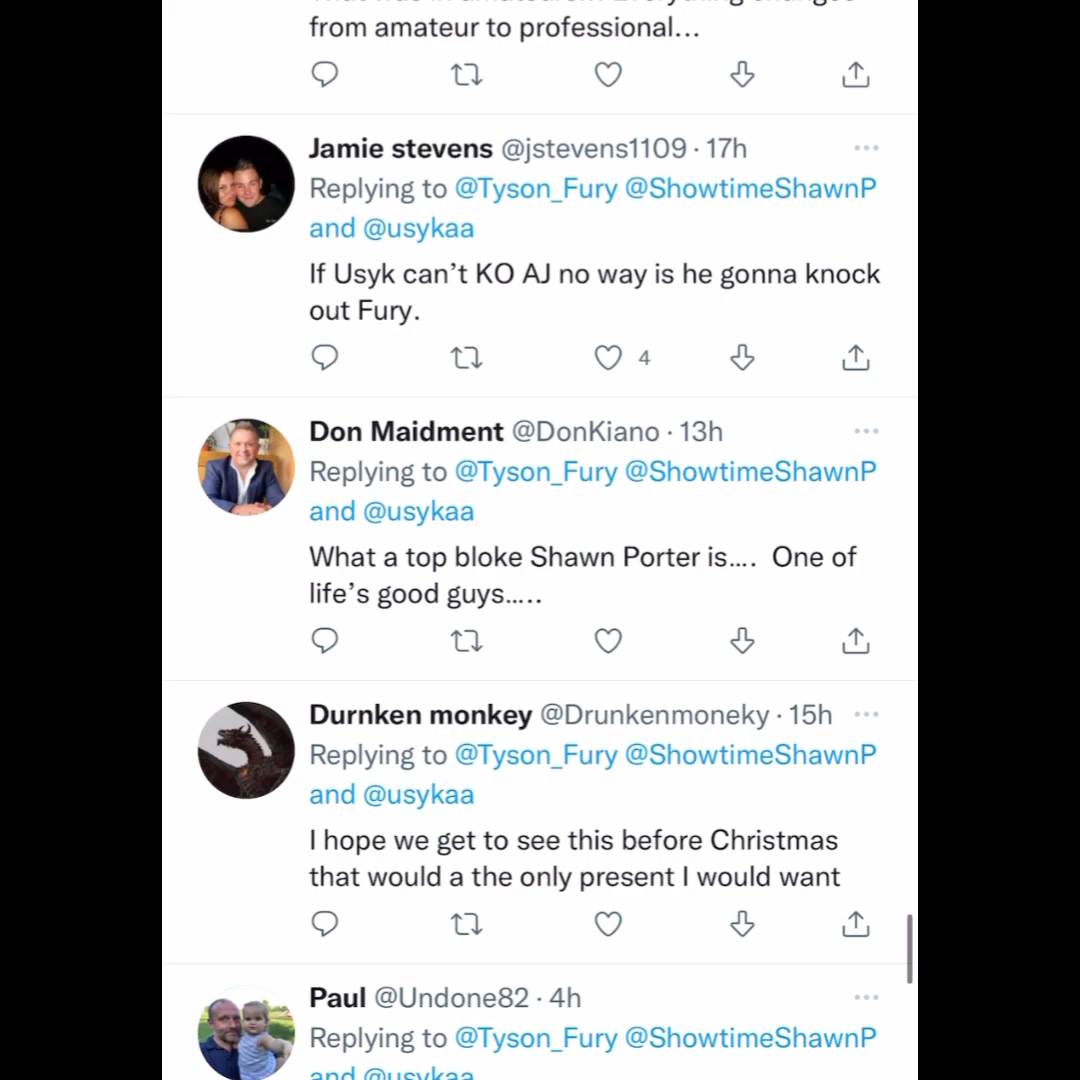 from amateur to professional...
Jamie stevens @jstevens1109 · 17h
Replying to @Tyson_Fury @ShowtimeShawnP
and @usykaa
If Usyk can’t KO AJ no way is he gonna knock
out Fury.
4
Don Maidment @DonKiano · 13h
Replying to @Tyson_Fury @ShowtimeShawnP
and @usykaa
What a top bloke Shawn Porter is.... One of
life’s good guys.....
Durnken monkey @Drunkenmoneky · 15h
Replying to @Tyson_Fury @ShowtimeShawnP
and @usykaa
I hope we get to see this before Christmas
that would a the only present I would want
Paul @Undone82 · 4h
Replying to @Tyson_Fury @ShowtimeShawnP
and @usykaa